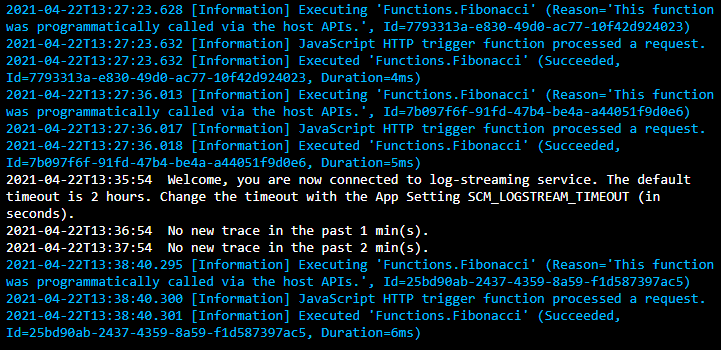 2021-04-22T13:27:23.628 [Information] Executing 'Functions.Fibonacci' (Reason='This function
was programmatically called via the host APIs.', Id=7793313a-e830-49d0-ac77-10f42d924023)
2021-04-22T13:27:23.632 [Information] JavaScript HTTP trigger function processed a request.
2021-04-22T13:27:23.632 [Information] Executed 'Functions.Fibonacci' (Succeeded,
Id=7793313a-e830-49d0-ac77-10f42d924023, Duration=4ms)
2021-04-22T13:27:36.013 [Information] Executing 'Functions.Fibonacci' (Reason='This function
was programmatically called via the host APIs.', Id=7b097f6f-91fd-47b4-be4a-a44051f9d0e6)
2021-04-22T13:27:36.017 [Information] JavaScript HTTP trigger function processed a request.
2021-04-22T13:27:36.018 [Information] Executed 'Functions.Fibonacci' (Succeeded,
Id=7b097f6f-91fd-47b4-be4a-a44051f9d0e6, Duration=5ms)
2021-04-22T13:35:54  Welcome, you are now connected to log-streaming service. The default
timeout is 2 hours. Change the timeout with the App Setting SCM_LOGSTREAM_TIMEOUT (in
seconds).
2021-04-22T13:36:54  No new trace in the past 1 min(s).
2021-04-22T13:37:54  No new trace in the past 2 min(s).
2021-04-22T13:38:40.295 [Information] Executing 'Functions.Fibonacci' (Reason='This function
was programmatically called via the host APIs.', Id=25bd90ab-2437-4359-8a59-f1d587397ac5)
2021-04-22T13:38:40.300 [Information] JavaScript HTTP trigger function processed a request.
2021-04-22T13:38:40.301 [Information] Executed 'Functions.Fibonacci' (Succeeded,
Id=25bd90ab-2437-4359-8a59-f1d587397ac5, Duration=6ms)